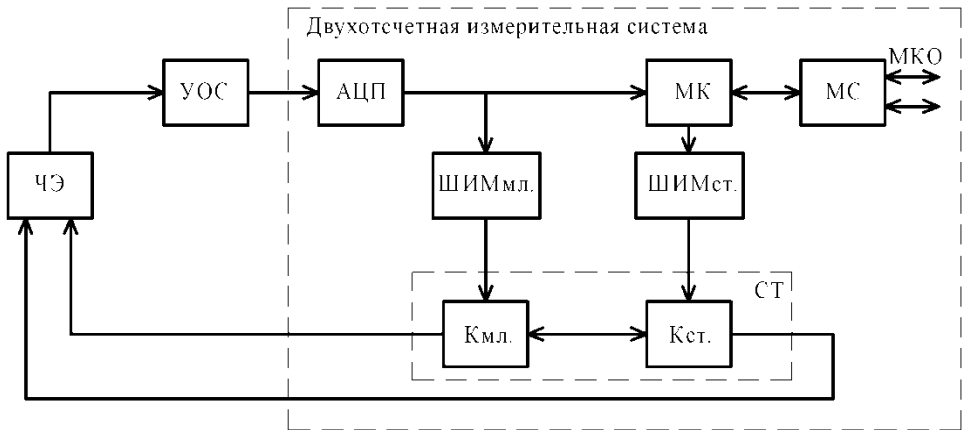 Двухотсчетная измерительная система
МКО
УОС
АЦП
МК
МС
ЧЭ
ШИМмл.
ШИМст.
СТ
Кмл.
Кст.